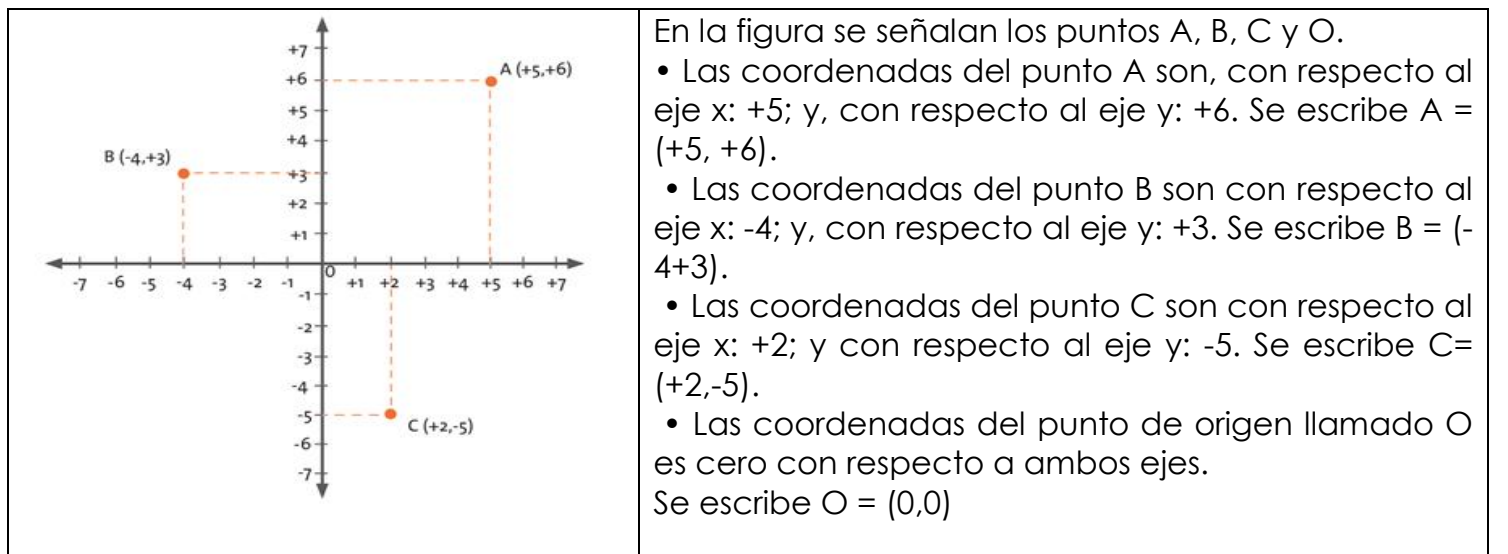 +7
+6
A (+5,+6)
+5
+4
B (-4,+3)
+3
+2
+1
0
-7 -6 -5 -4 -3 -2 -1 +1 +2 +3 +4 +5 +6 +7
-1
-2
-3
-4
-5
C (+2,-5)
-6
-7
En la figura se señalan los puntos A, B, C y O.
• Las coordenadas del punto A son, con respecto al
eje x: +5; y, con respecto al eje y: +6. Se escribe A =
(+5, +6).
• Las coordenadas del punto B son con respecto al
eje x: -4; y, con respecto al eje y: +3. Se escribe B = (-
4+3).
• Las coordenadas del punto C son con respecto al
eje x: +2; y con respecto al eje y: -5. Se escribe C=
(+2,-5).
• Las coordenadas del punto de origen llamado O
es cero con respecto a ambos ejes.
Se escribe O = (0,0)